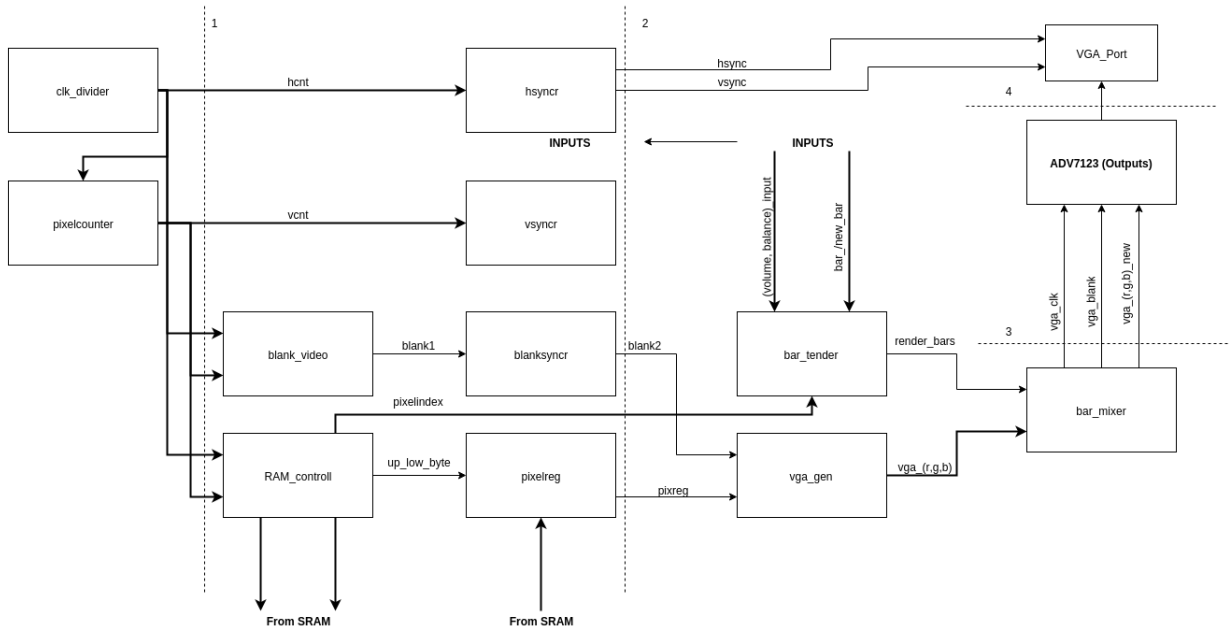 1
2
clk_divider
hcnt
hsyncr
hsync
vsync
VGA_Port
4
INPUTS
INPUTS
ADV7123 (Outputs)
pixelcounter
vcnt
vsyncr
(volume, balance)_input
bar_/new_bar
vga_clk
vga_blank
vga_(r,g,b)_new
3
blank_video
blank1
blanksyncr
blank2
bar_tender
render_bars
bar_mixer
pixelindex
RAM_controll
up_low_byte
pixelreg
pixreg
vga_gen
vga_(r,g,b)
From SRAM
From SRAM